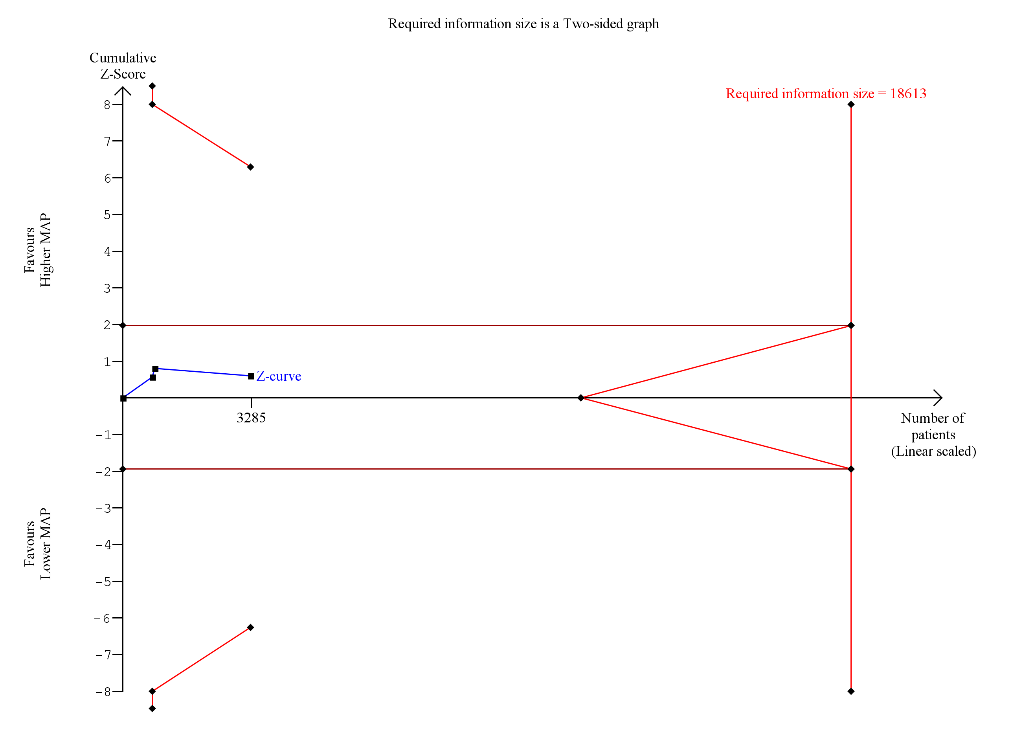 Required information size is a Two-sided graph
Cumulative
Z-Score
Required information size = 18613
8
7
6
5
4
3
2
1
-1
-2
-3
-4
-5
-6
-7
-8
Favours
Higher MAP
Favours
Lower MAP
Z-curve
3285
Number of
patients
(Linear scaled)